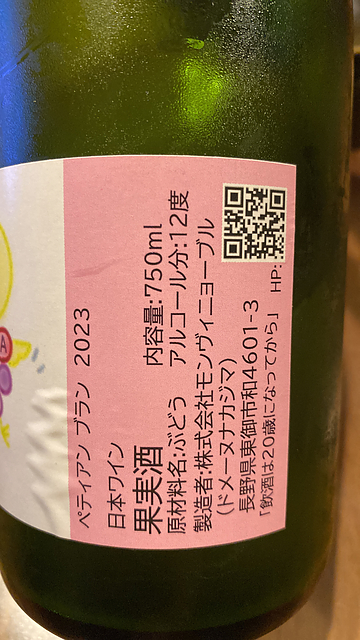 ペティアン ブラン 2023
日本ワイン
果実酒 内容量:750ml
原材料名:ぶどう アルコール分:12度
製造者:株式会社モンヴィニョーブル
(ドメーヌナカジマ)
長野県東御市和4601-3
「飲酒は20歳になってから」 HP:
A